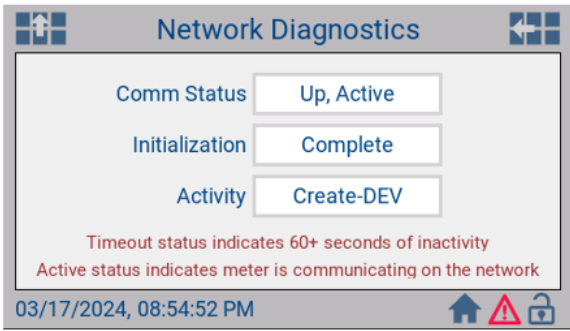 Network Diagnostics
Comm Status Up, Active
Initialization Complete
Activity Create-DEV
Timeout status indicates 60+ seconds of inactivity
Active status indicates meter is communicating on the network
03/17/2024, 08:54:52 PM